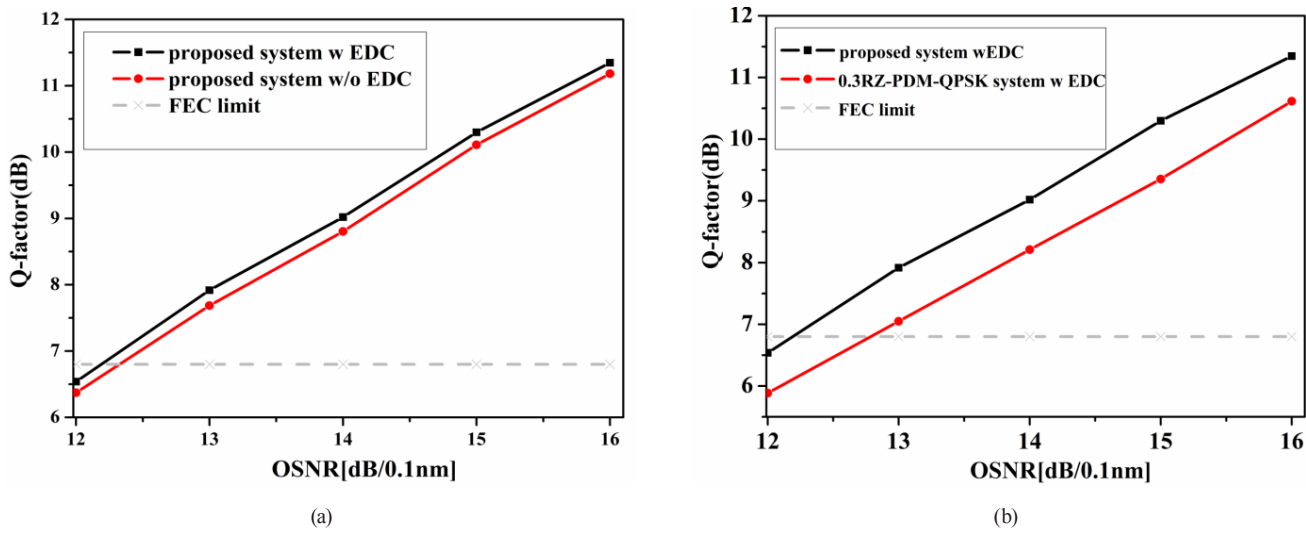 12
11
10
9
8
7
6
Q-factor(dB)
proposed system w EDC
proposed system w/o EDC
FEC limit
12 13 14 15 16
OSNR[dB/0.1nm]
(a)
12
11
10
9
8
7
6
Q-factor(dB)
proposed system wEDC
0.3RZ-PDM-QPSK system w EDC
FEC limit
12 13 14 15 16
OSNR[dB/0.1nm]
(b)